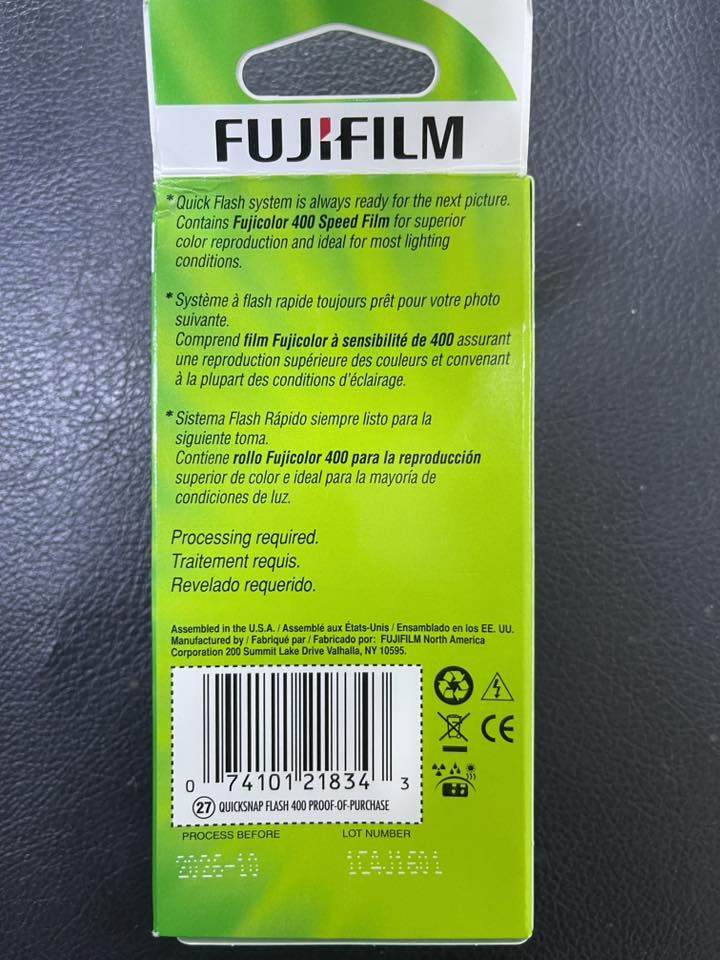 FUJIFILM
* Quick Flash system is always ready for the next picture.
Contains Fujicolor 400 Speed Film for superior
color reproduction and ideal for most lighting
conditions.
* Système à flash rapide toujours prêt pour votre photo
suivante.
Comprend film Fujicolor à sensibilité de 400 assurant
une reproduction supérieure des couleurs et convenant
à la plupart des conditions d'éclairage.
* Sistema Flash Rápido siempre listo para la
siguiente toma.
Contiene rollo Fujicolor 400 para la reproducción
superior de color e ideal para la mayoría de
condiciones de luz.
Processing required.
Traitement requis.
Revelado requerido.
Assembled in the U.S.A. / Assemblé aux États-Unis / Ensamblado en los EE. UU.
Manufactured by / Fabriqué par / Fabricado por: FUJIFILM North America
Corporation 200 Summit Lake Drive Valhalla, NY 10595.
0 74101 21834 3
27 QUICKSNAP FLASH 400 PROOF-OF-PURCHASE
CE
PROCESS BEFORE LOT NUMBER
2026-10 1CAJ1601